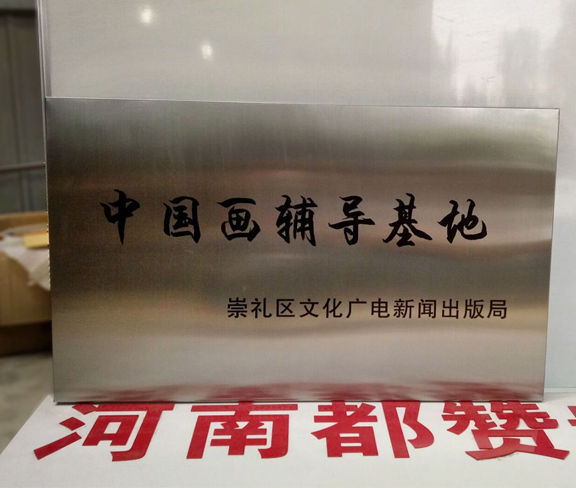 中国画辅导基地
崇礼区文化广电新闻出版局
河南都赞